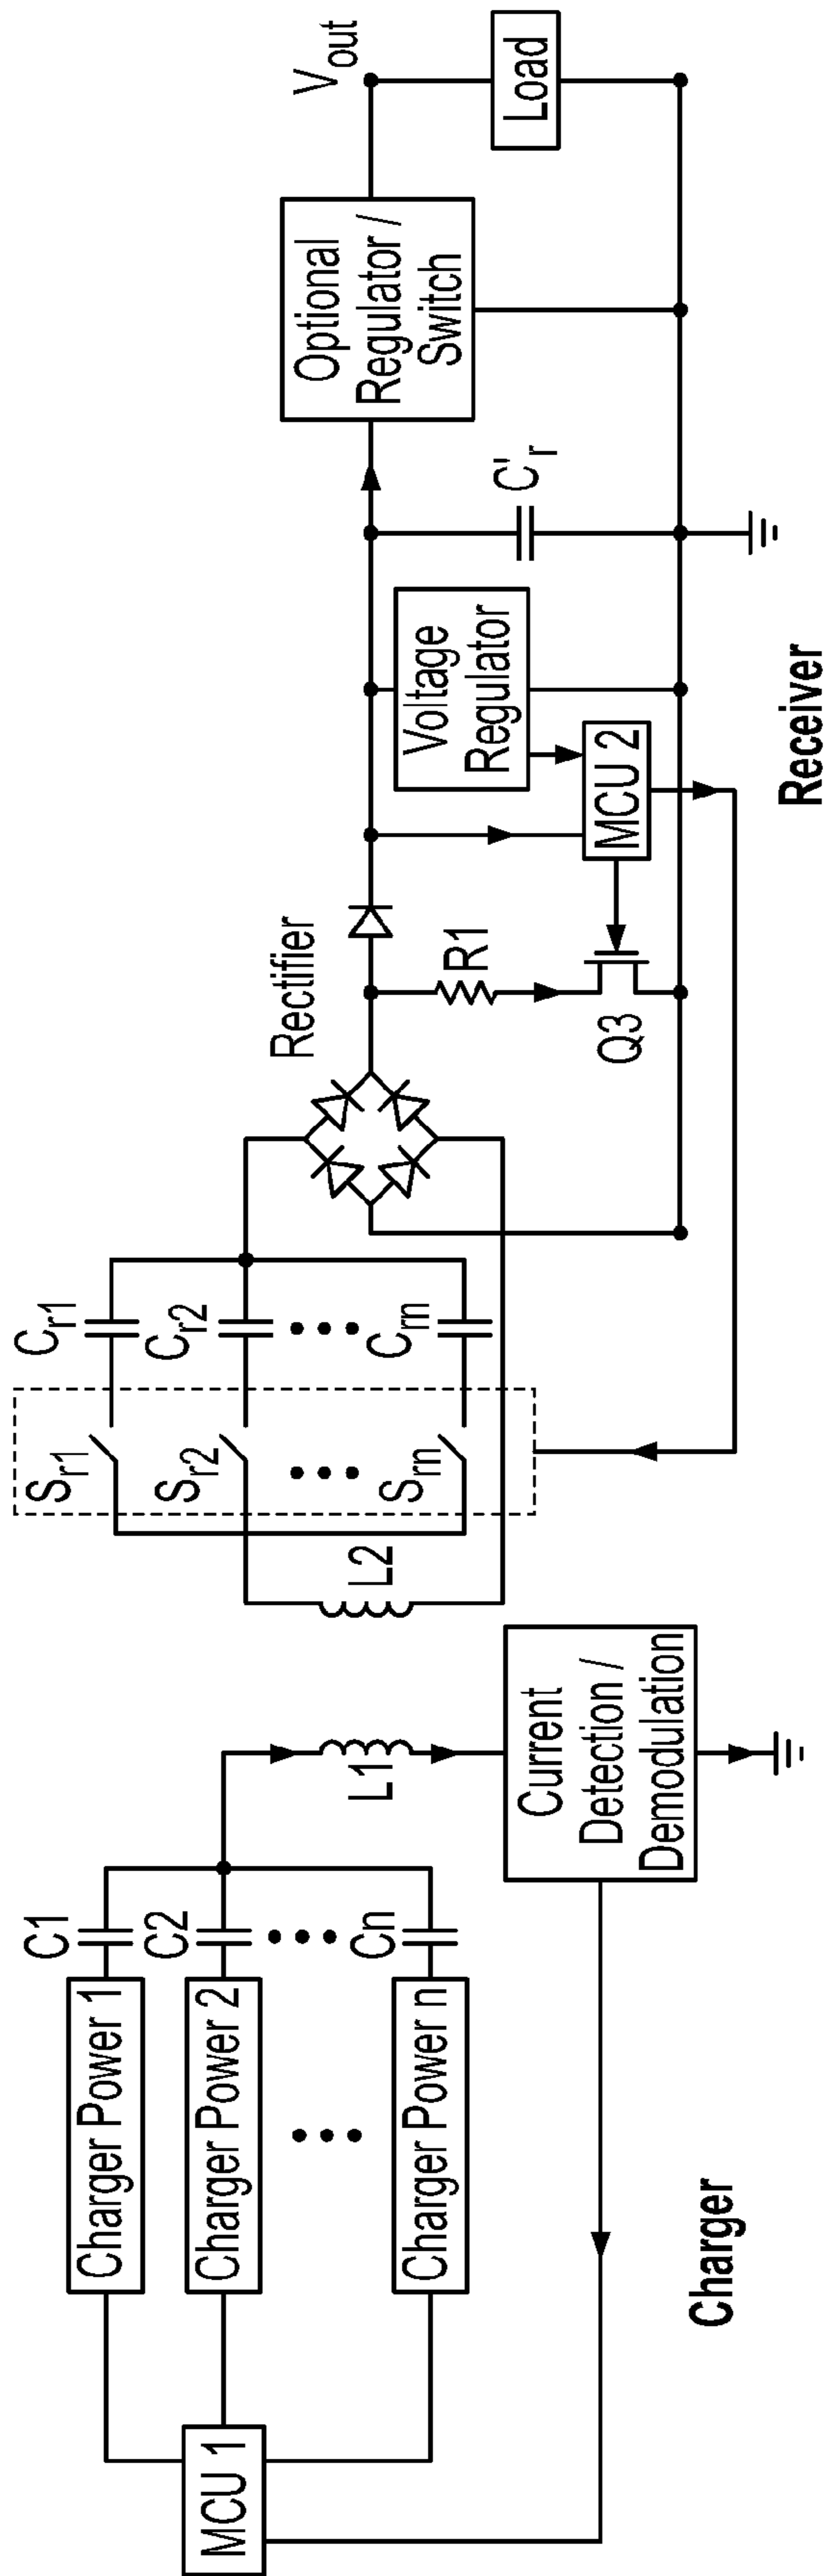 MCU 1
Charger Power 1
Charger Power 2
Charger Power n
C1
C2
Cn
L1
Current
Detection /
Demodulation
Charger
L2
Sr1
Sr2
Srn
Cr1
Cr2
Crn
Rectifier
R1
Q3
MCU 2
Voltage
Regulator
C'r
Optional
Regulator /
Switch
Vout
Load
Receiver